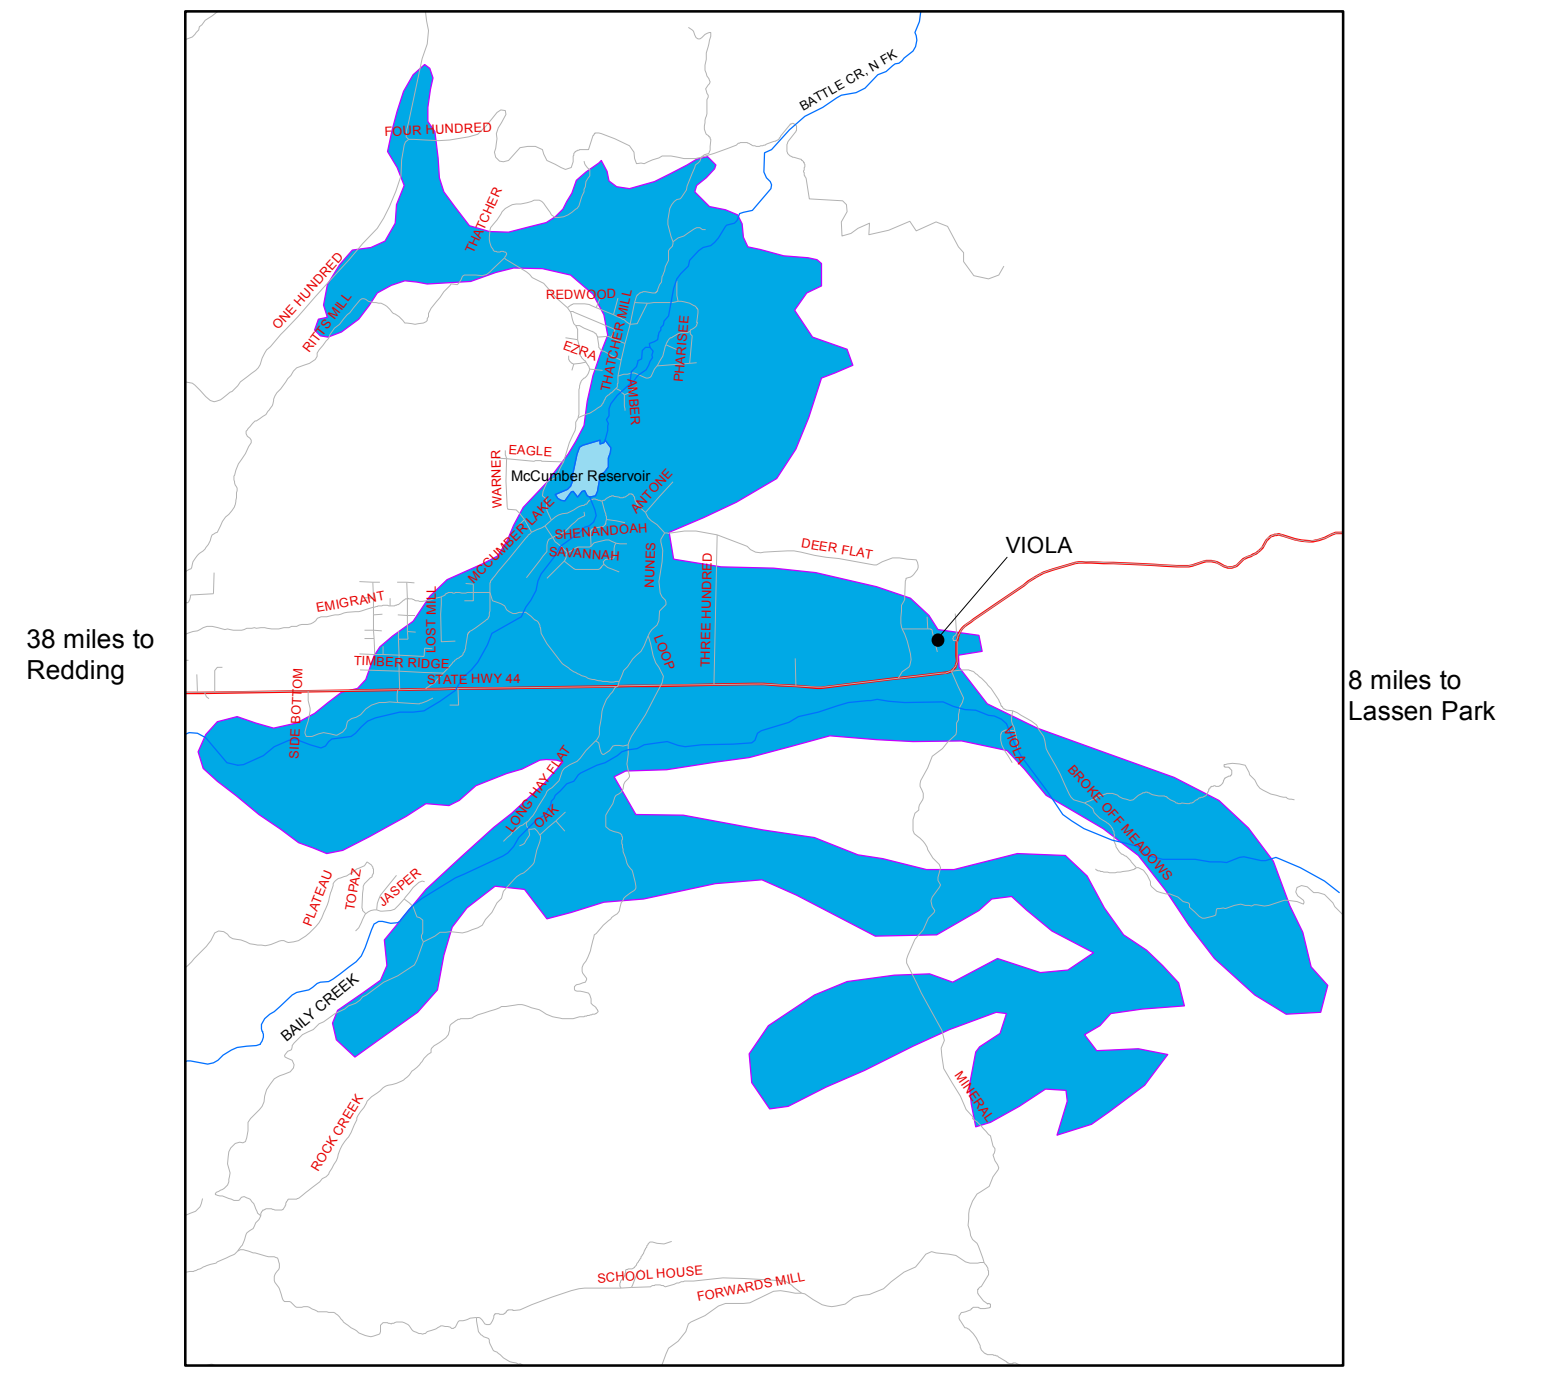 BATTLE CR, N FK
FOUR HUNDRED
THATCHER
ONE HUNDRED
RITTS MILL
REDWOOD
THATCHER MILL
PHARISEE
EZRA
AMBER
EAGLE
WARNER
McCumber Reservoir
ANTONE
MCCUMBER LAKE
SHENANDOAH
SAVANNAH
NUNES
DEER FLAT
VIOLA
THREE HUNDRED
EMIGRANT
LOST MILL
LOOP
38 miles to
Redding
TIMBER RIDGE
STATE HWY 44
SIDE BOTTOM
8 miles to
Lassen Park
VIOLA
BROKE OFF MEADOWS
LONG HAY FLAT
OAK
PLATEAU
TOPAZ
JASPER
BAILY CREEK
MINERAL
ROCK CREEK
SCHOOL HOUSE
FORWARDS MILL